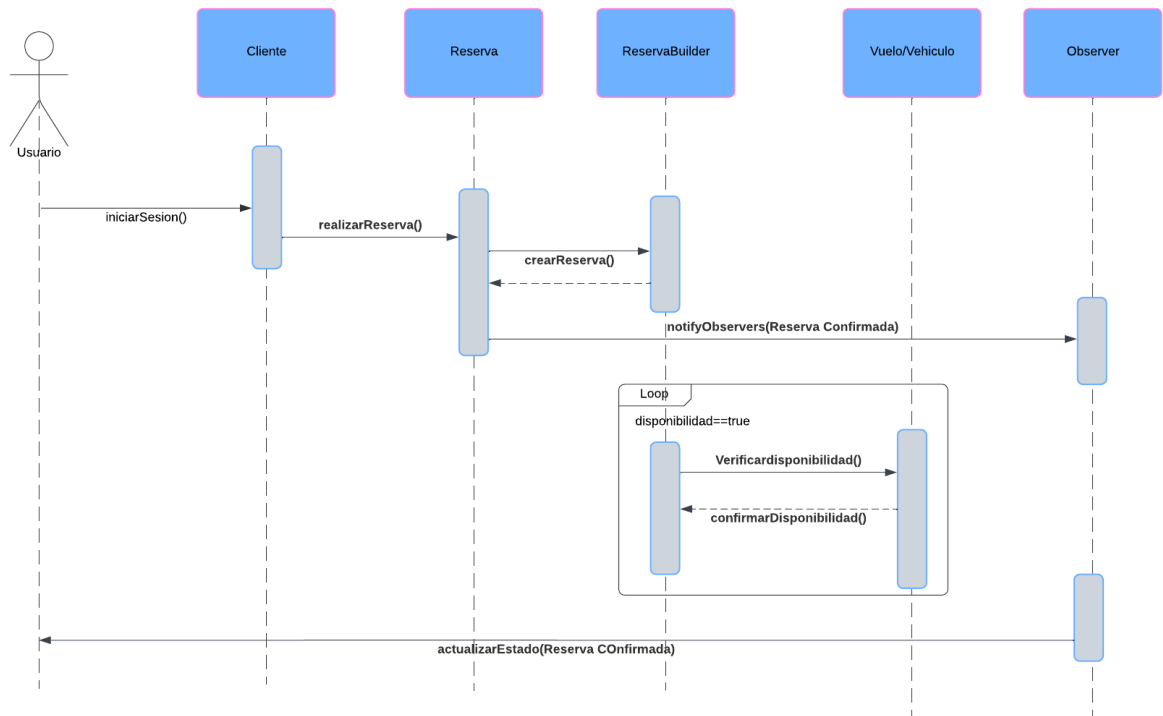 Cliente
Reserva
ReservaBuilder
Vuelo/Vehiculo
Observer
Usuario
iniciarSesion()
realizarReserva()
crearReserva()
notifyObservers(Reserva Confirmada)
Loop
disponibilidad==true
Verificardisponibilidad()
confirmarDisponibilidad()
actualizarEstado(Reserva COnfirmada)